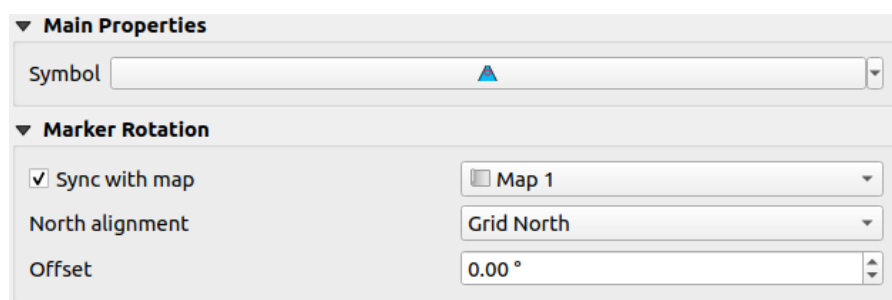 Main Properties
Symbol
Marker Rotation
Sync with map Map 1
North alignment Grid North
Offset 0.00 °